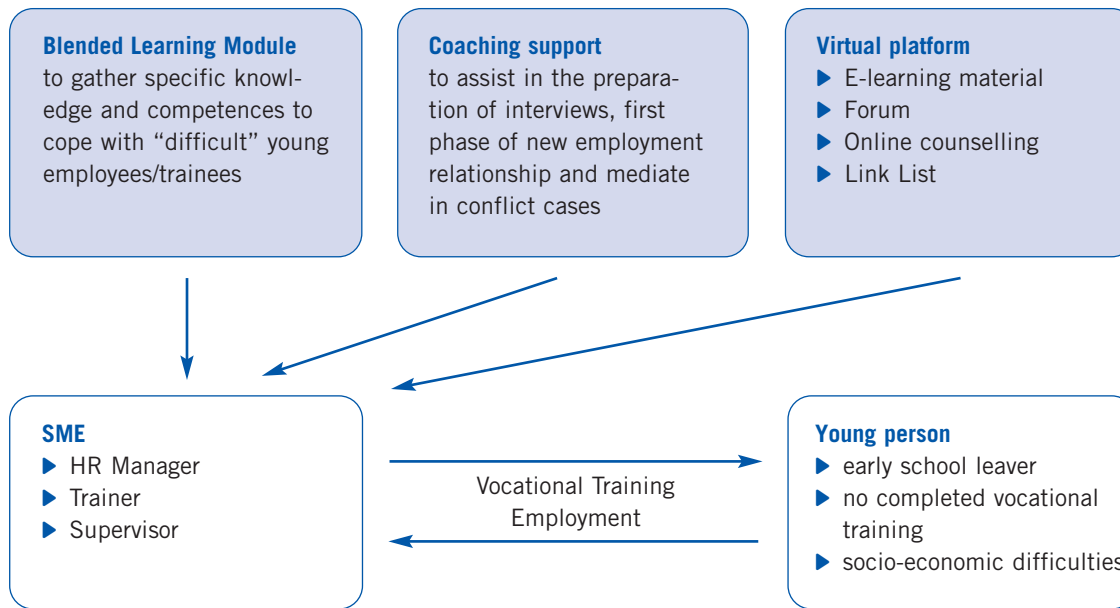 Blended Learning Module
to gather specific knowl-
edge and competences to
cope with “difficult” young
employees/trainees
Coaching support
to assist in the prepara-
tion of interviews, first
phase of new employment
relationship and mediate
in conflict cases
Virtual platform
▶ E-learning material
▶ Forum
▶ Online counselling
▶ Link List
SME
▶ HR Manager
▶ Trainer
▶ Supervisor
Vocational Training
Employment
Young person
▶ early school leaver
▶ no completed vocational
training
▶ socio-economic difficulties